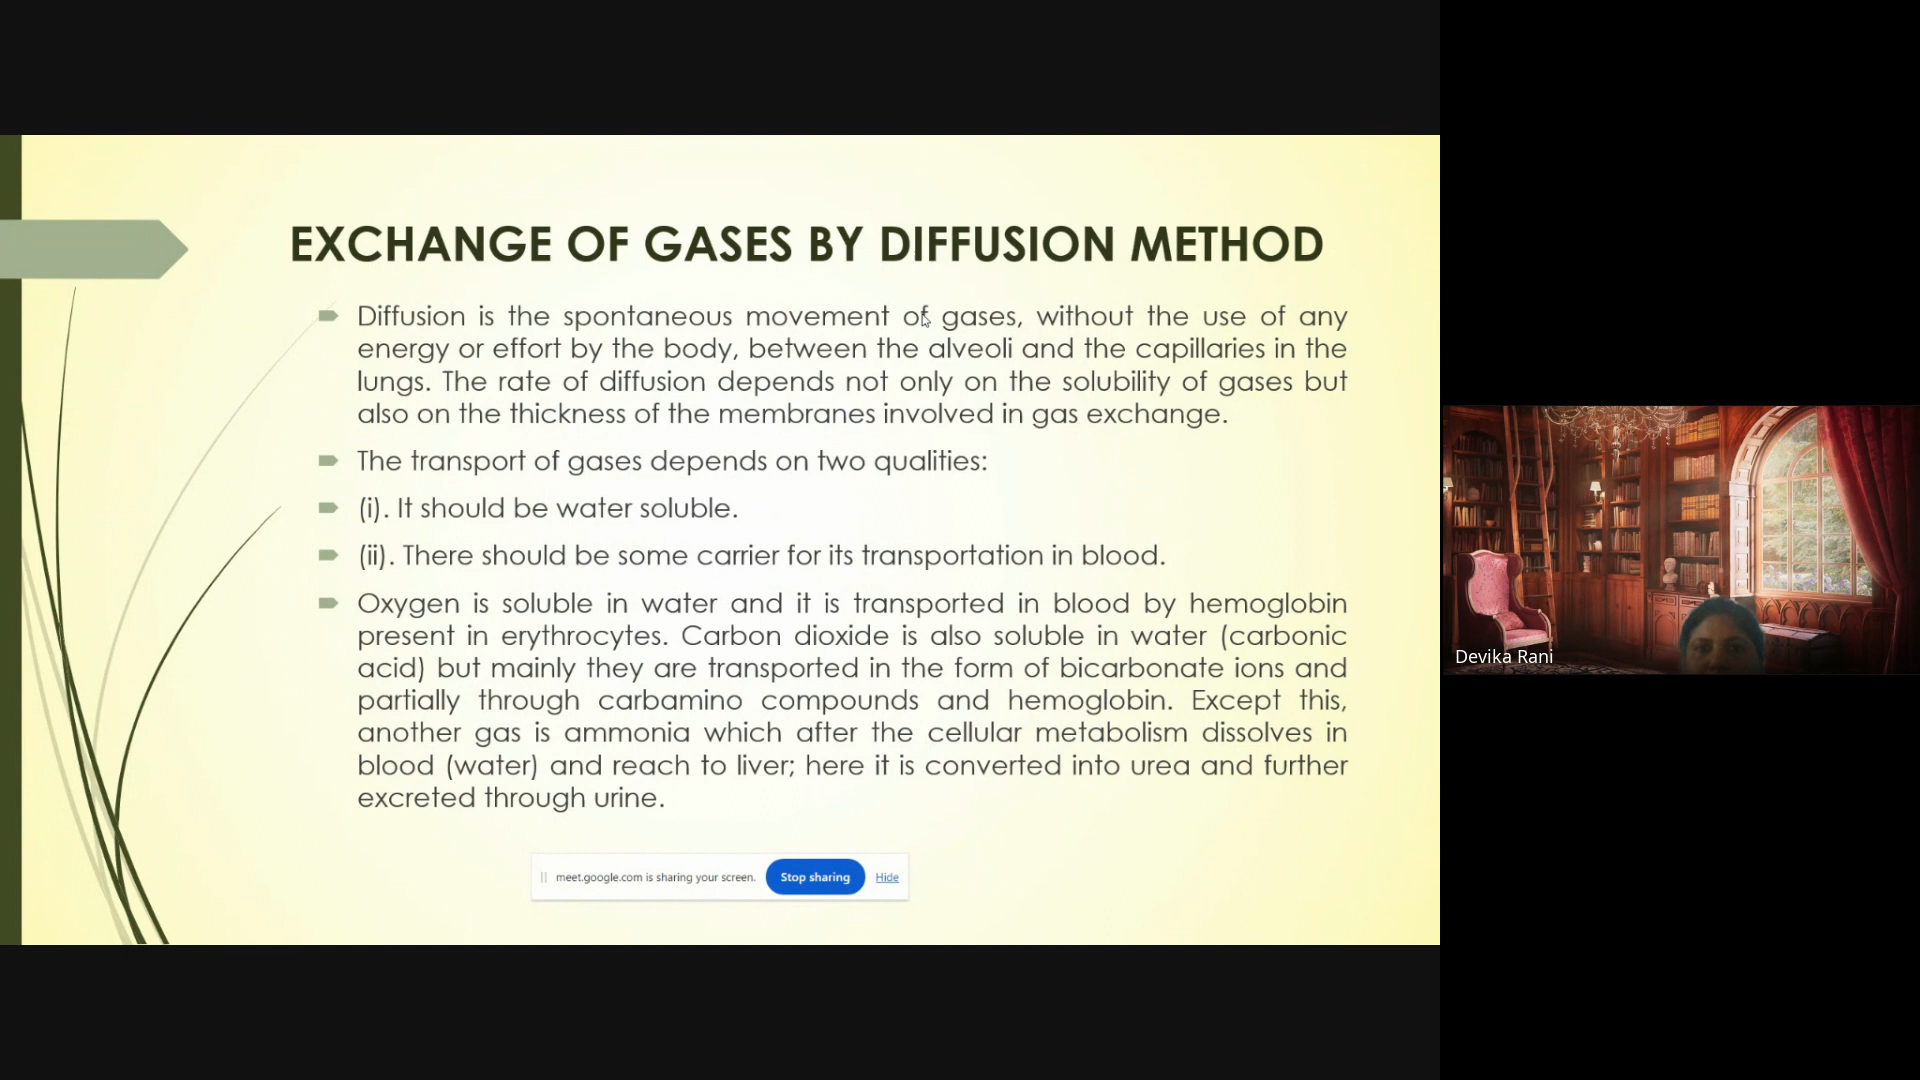 EXCHANGE OF GASES BY DIFFUSION METHOD
Diffusion is the spontaneous movement of gases, without the use of any
energy or effort by the body, between the alveoli and the capillaries in the
lungs. The rate of diffusion depends not only on the solubility of gases but
also on the thickness of the membranes involved in gas exchange.
The transport of gases depends on two qualities:
(i). It should be water soluble.
(ii). There should be some carrier for its transportation in blood.
Oxygen is soluble in water and it is transported in blood by hemoglobin
present in erythrocytes. Carbon dioxide is also soluble in water (carbonic
acid) but mainly they are transported in the form of bicarbonate ions and
partially through carbamino compounds and hemoglobin. Except this,
another gas is ammonia which after the cellular metabolism dissolves in
blood (water) and reach to liver; here it is converted into urea and further
excreted through urine.
meet.google.com is sharing your screen. Stop sharing Hide
Devika Rani